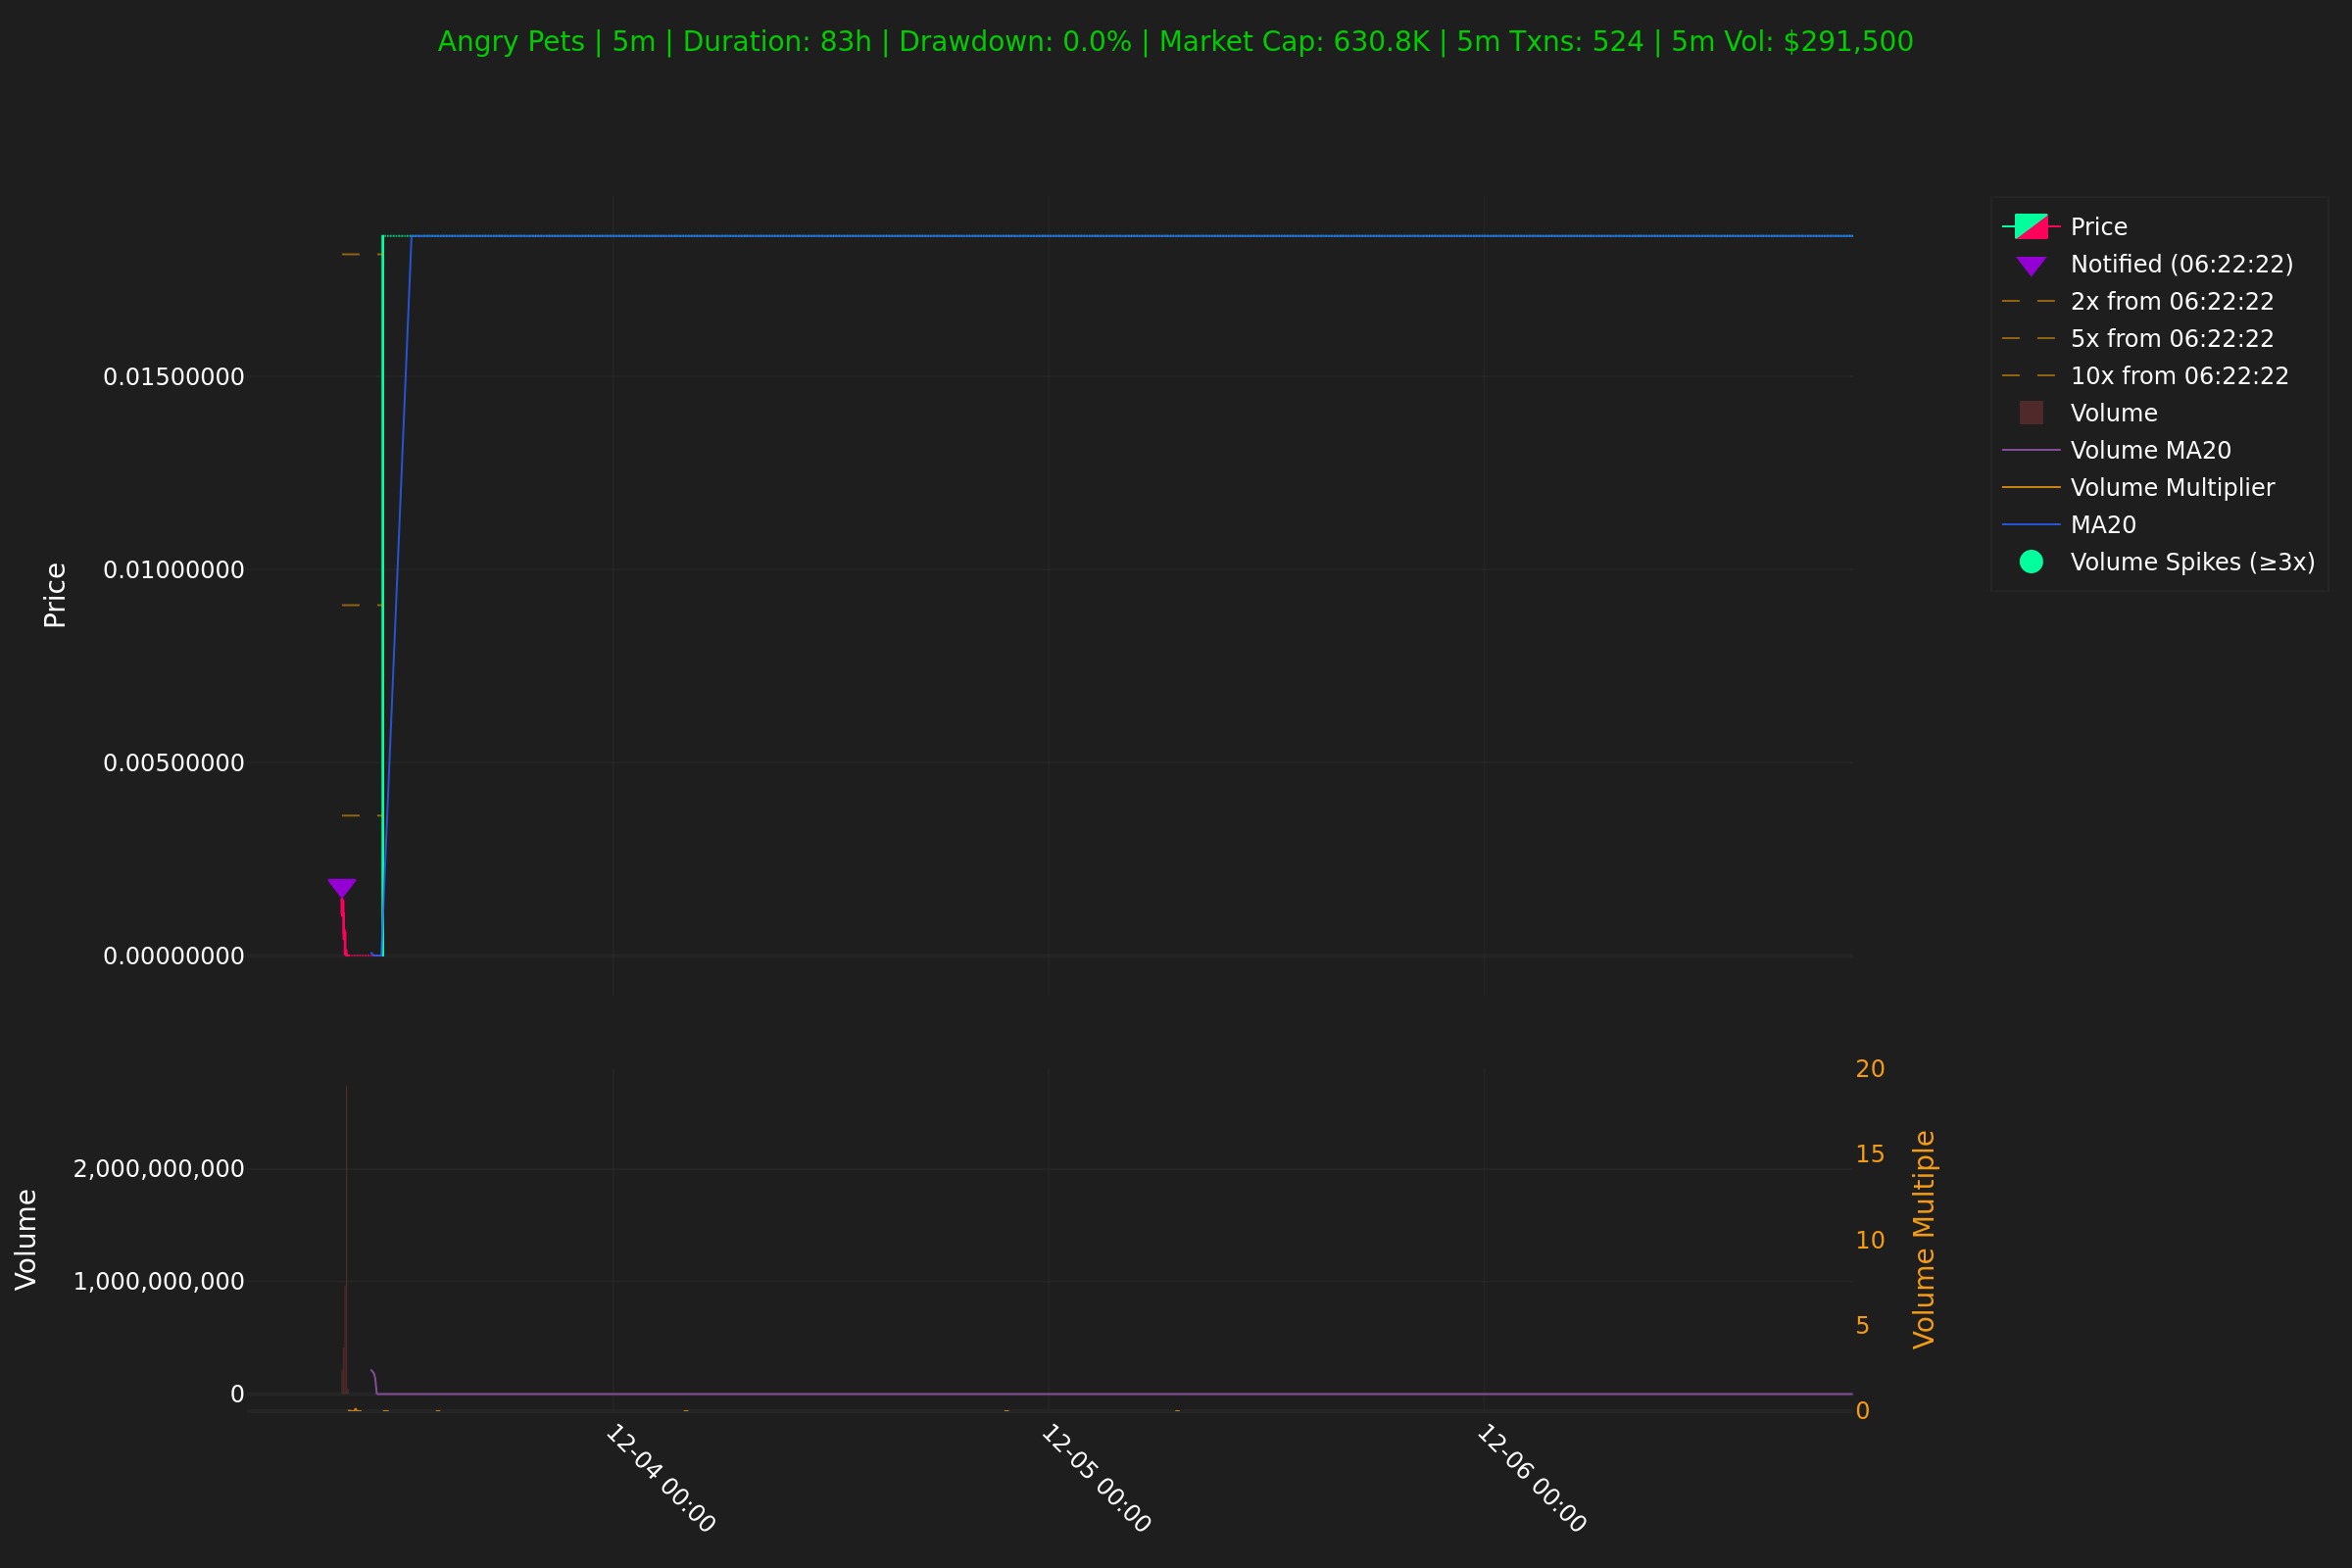 Angry Pets | 5m | Duration: 83h | Drawdown: 0.0% | Market Cap: 630.8K | 5m Txns: 524 | 5m Vol: $291,500
Price
0.01500000
0.01000000
0.00500000
0.00000000
Price
Notified (06:22:22)
2x from 06:22:22
5x from 06:22:22
10x from 06:22:22
Volume
Volume MA20
Volume Multiplier
MA20
Volume Spikes (≥3x)
Volume
2,000,000,000
1,000,000,000
0
20
15
10
5
0
Volume Multiple
12-04 00:00
12-05 00:00
12-06 00:00